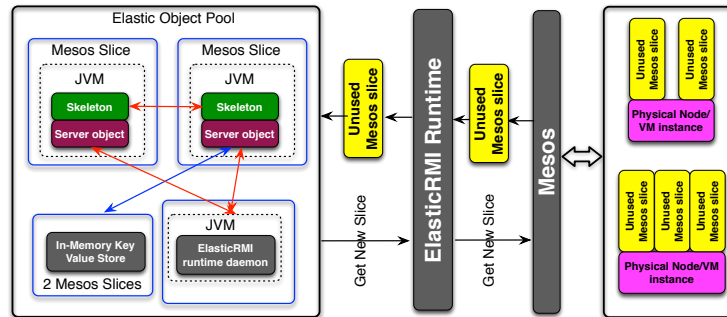 Elastic Object Pool
Mesos Slice
JVM
Skeleton
Server object
Mesos Slice
JVM
Skeleton
Server object
In-Memory Key
Value Store
2 Mesos Slices
JVM
ElasticRMI
runtime daemon
Unused
Mesos slice
Get New Slice
ElasticRMI Runtime
Unused
Mesos slice
Get New Slice
Mesos
Unused
Mesos slice
Unused
Mesos slice
Physical Node/
VM instance
Unused
Mesos slice
Unused
Mesos slice
Unused
Mesos slice
Physical Node/VM
instance